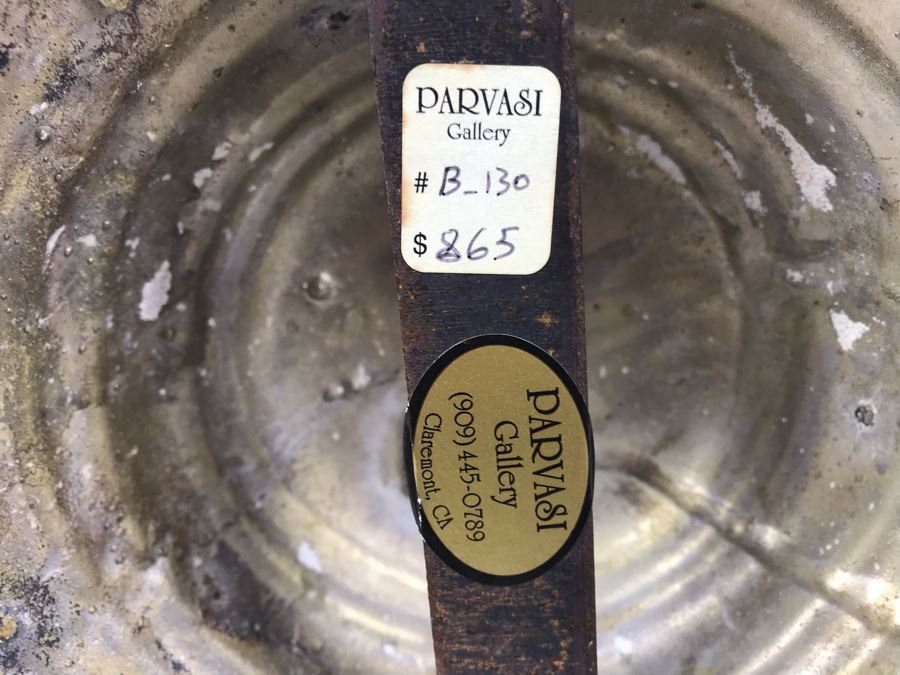 PARVASI
Gallery
# B_130
$ 865
PARVASI
Gallery
(909) 445-0789
Claremont, CA